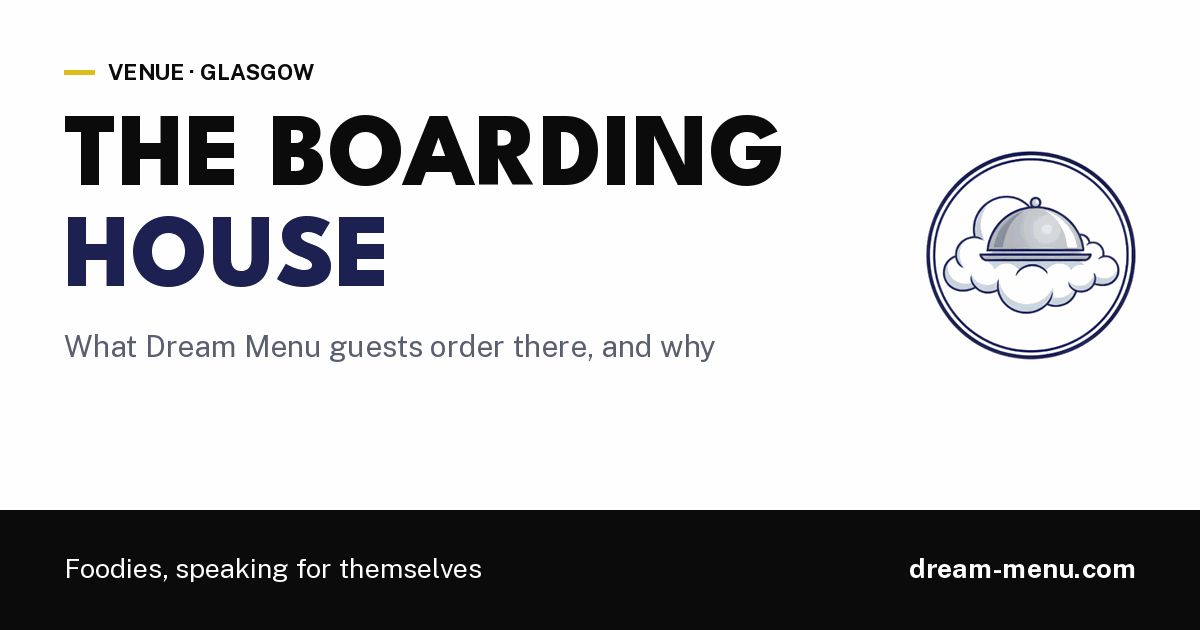 VENUE · GLASGOW
THE BOARDING
HOUSE
What Dream Menu guests order there, and why
Foodies, speaking for themselves
dream-menu.com